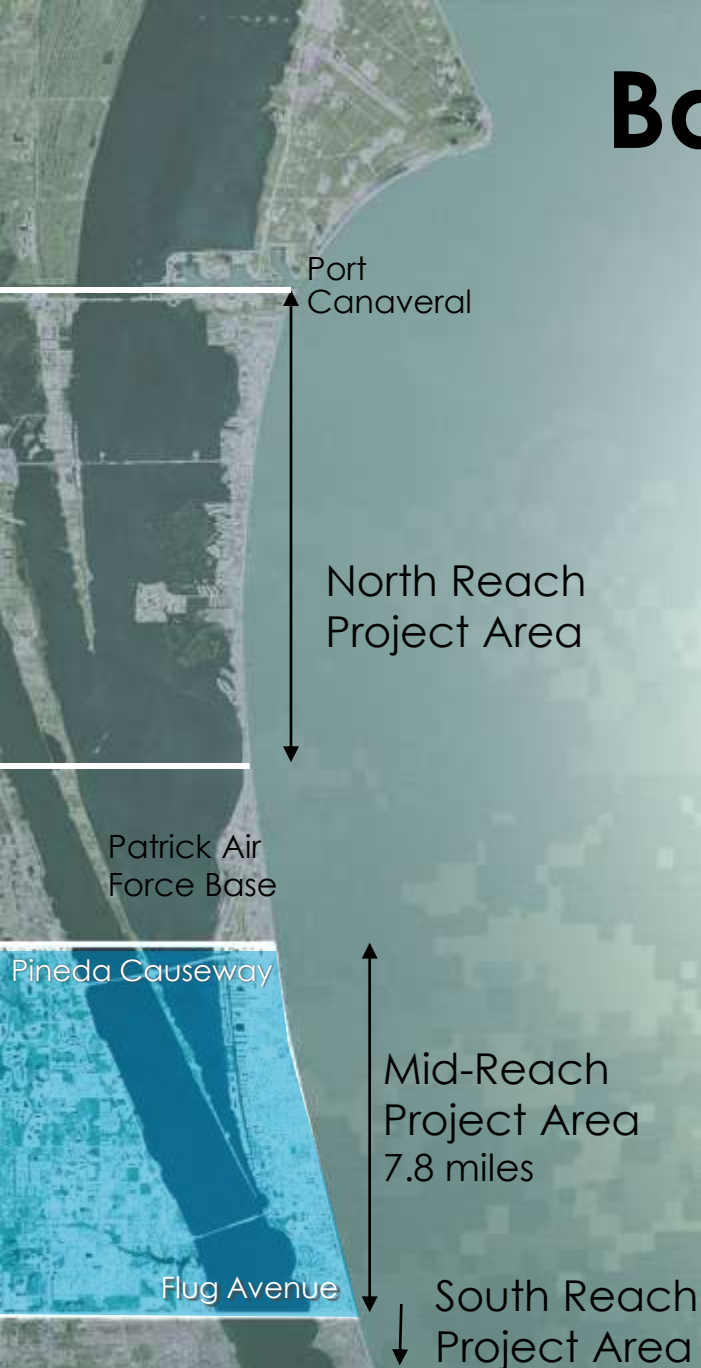 Port
Canaveral
North Reach
Project Area
Patrick Air
Force Base
Pineda Causeway
Mid-Reach
Project Area
7.8 miles
Flug Avenue
South Reach
Project Area